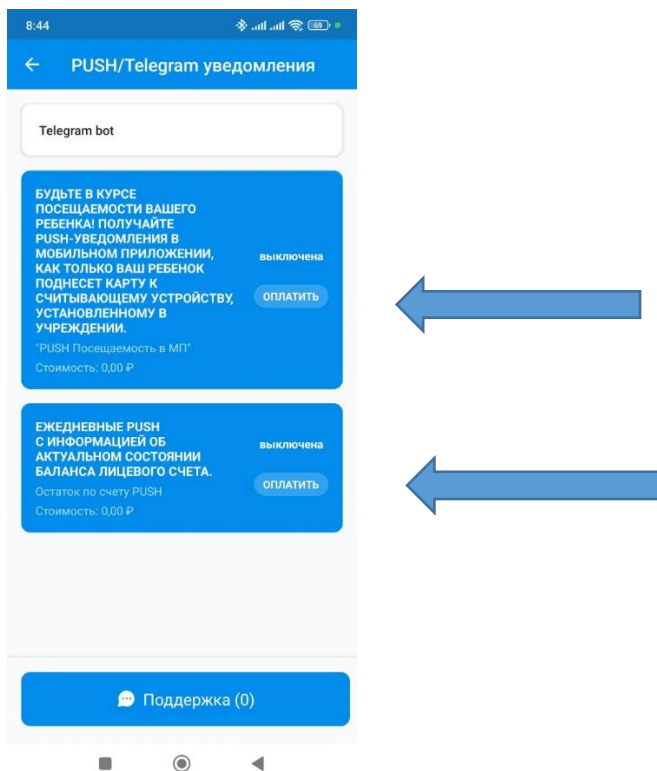 8:44
69
PUSH/Telegram уведомления
Telegram bot
БУДЬТЕ В КУРСЕ
ПОСЕЩАЕМОСТИ ВАШЕГО
РЕБЕНКА! ПОЛУЧАЙТЕ
PUSH-УВЕДОМЛЕНИЯ В
МОБИЛЬНОМ ПРИЛОЖЕНИИ,
КАК ТОЛЬКО ВАШ РЕБЕНОК
ПОДНЕСЕТ КАРТУ К
СЧИТЫВАЮЩЕМУ УСТРОЙСТВУ,
УСТАНОВЛЕННОМУ В
УЧРЕЖДЕНИИ.
"PUSH Посещаемость в МП"
Стоимость: 0,00 ₽
выключена
ОПЛАТИТЬ
ЕЖЕДНЕВНЫЕ PUSH
С ИНФОРМАЦИЕЙ ОБ
АКТУАЛЬНОМ СОСТОЯНИИ
БАЛАНСА ЛИЦЕВОГО СЧЕТА.
Остаток по счету PUSH
Стоимость: 0,00 ₽
выключена
ОПЛАТИТЬ
Поддержка (0)